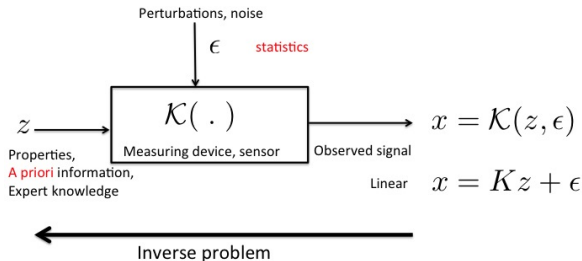 Perturbations, noise
ϵ statistics
z
𝒦( . )
x = 𝒦(z, ϵ)
Properties,
A priori information,
Expert knowledge
Measuring device, sensor
Observed signal
Linear x = Kz + ϵ
Inverse problem